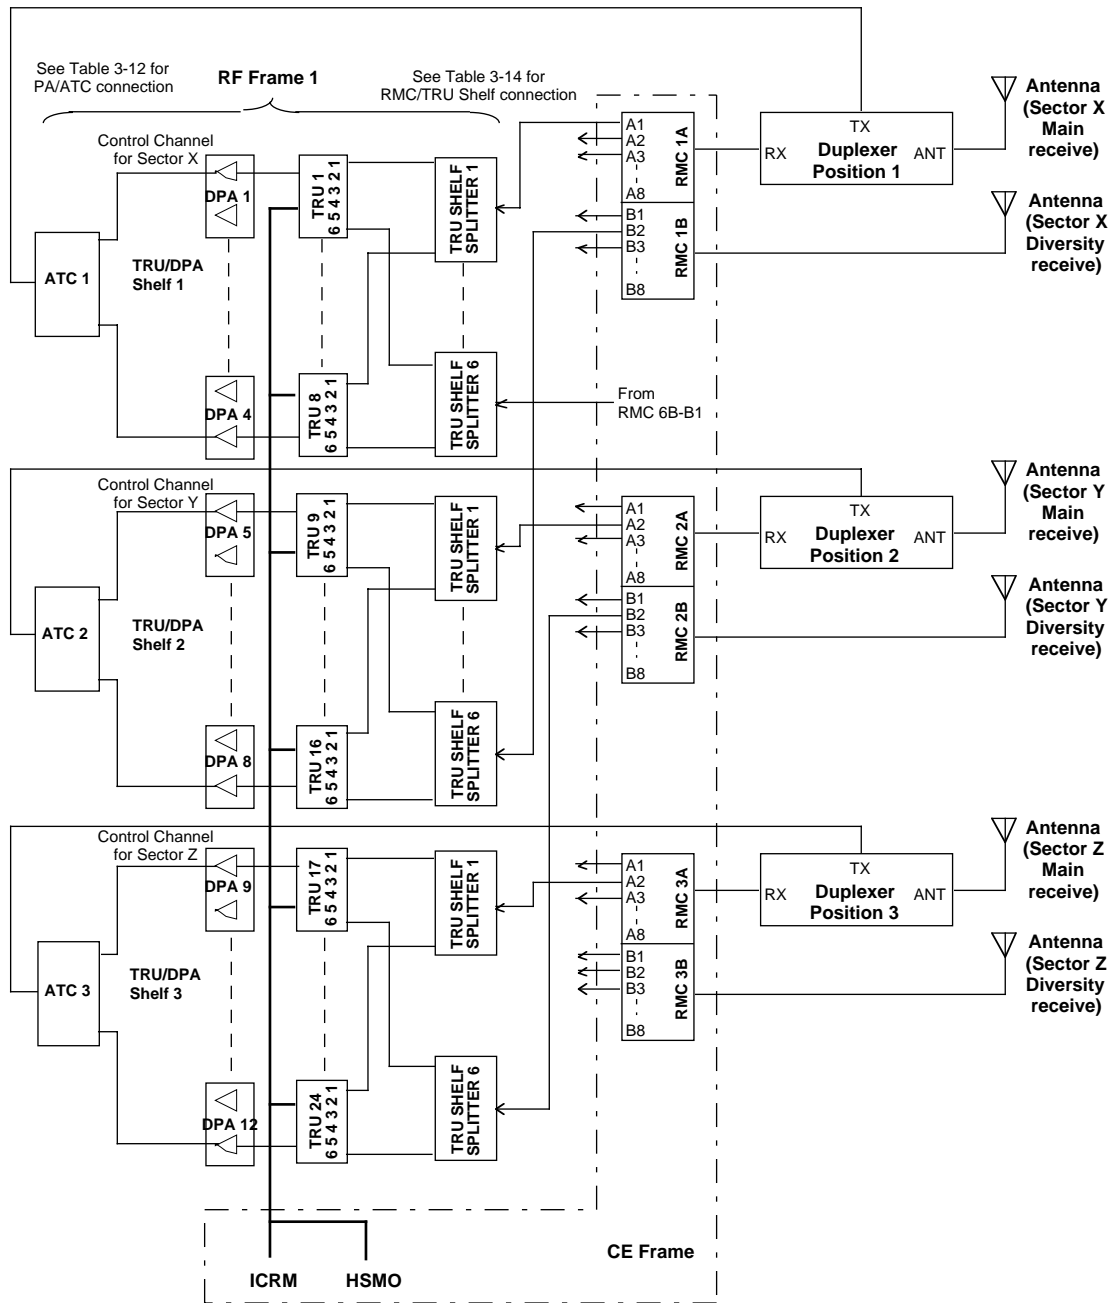 See Table 3-12 for
PA/ATC connection
RF Frame 1
See Table 3-14 for
RMC/TRU Shelf connection
Control Channel
for Sector X
DPA 1
TRU 1
6 5 4 3 2 1
TRU SHELF
SPLITTER 1
A1
A2
A3
A8
RMC 1A
B1
B2
B3
B8
RMC 1B
TX
RX
Duplexer
ANT
Position 1
Antenna
(Sector X
Main
receive)
Antenna
(Sector X
Diversity
receive)
ATC 1
TRU/DPA
Shelf 1
DPA 4
TRU 8
6 5 4 3 2 1
TRU SHELF
SPLITTER 6
From
RMC 6B-B1
Control Channel
for Sector Y
DPA 5
TRU 9
6 5 4 3 2 1
TRU SHELF
SPLITTER 1
A1
A2
A3
A8
RMC 2A
B1
B2
B3
B8
RMC 2B
TX
RX
Duplexer
ANT
Position 2
Antenna
(Sector Y
Main
receive)
Antenna
(Sector Y
Diversity
receive)
ATC 2
TRU/DPA
Shelf 2
DPA 8
TRU 16
6 5 4 3 2 1
TRU SHELF
SPLITTER 6
Control Channel
for Sector Z
DPA 9
TRU 17
6 5 4 3 2 1
TRU SHELF
SPLITTER 1
A1
A2
A3
A8
RMC 3A
B1
B2
B3
B8
RMC 3B
TX
RX
Duplexer
ANT
Position 3
Antenna
(Sector Z
Main
receive)
Antenna
(Sector Z
Diversity
receive)
ATC 3
TRU/DPA
Shelf 3
DPA 12
TRU 24
6 5 4 3 2 1
TRU SHELF
SPLITTER 6
CE Frame
ICRM
HSMO